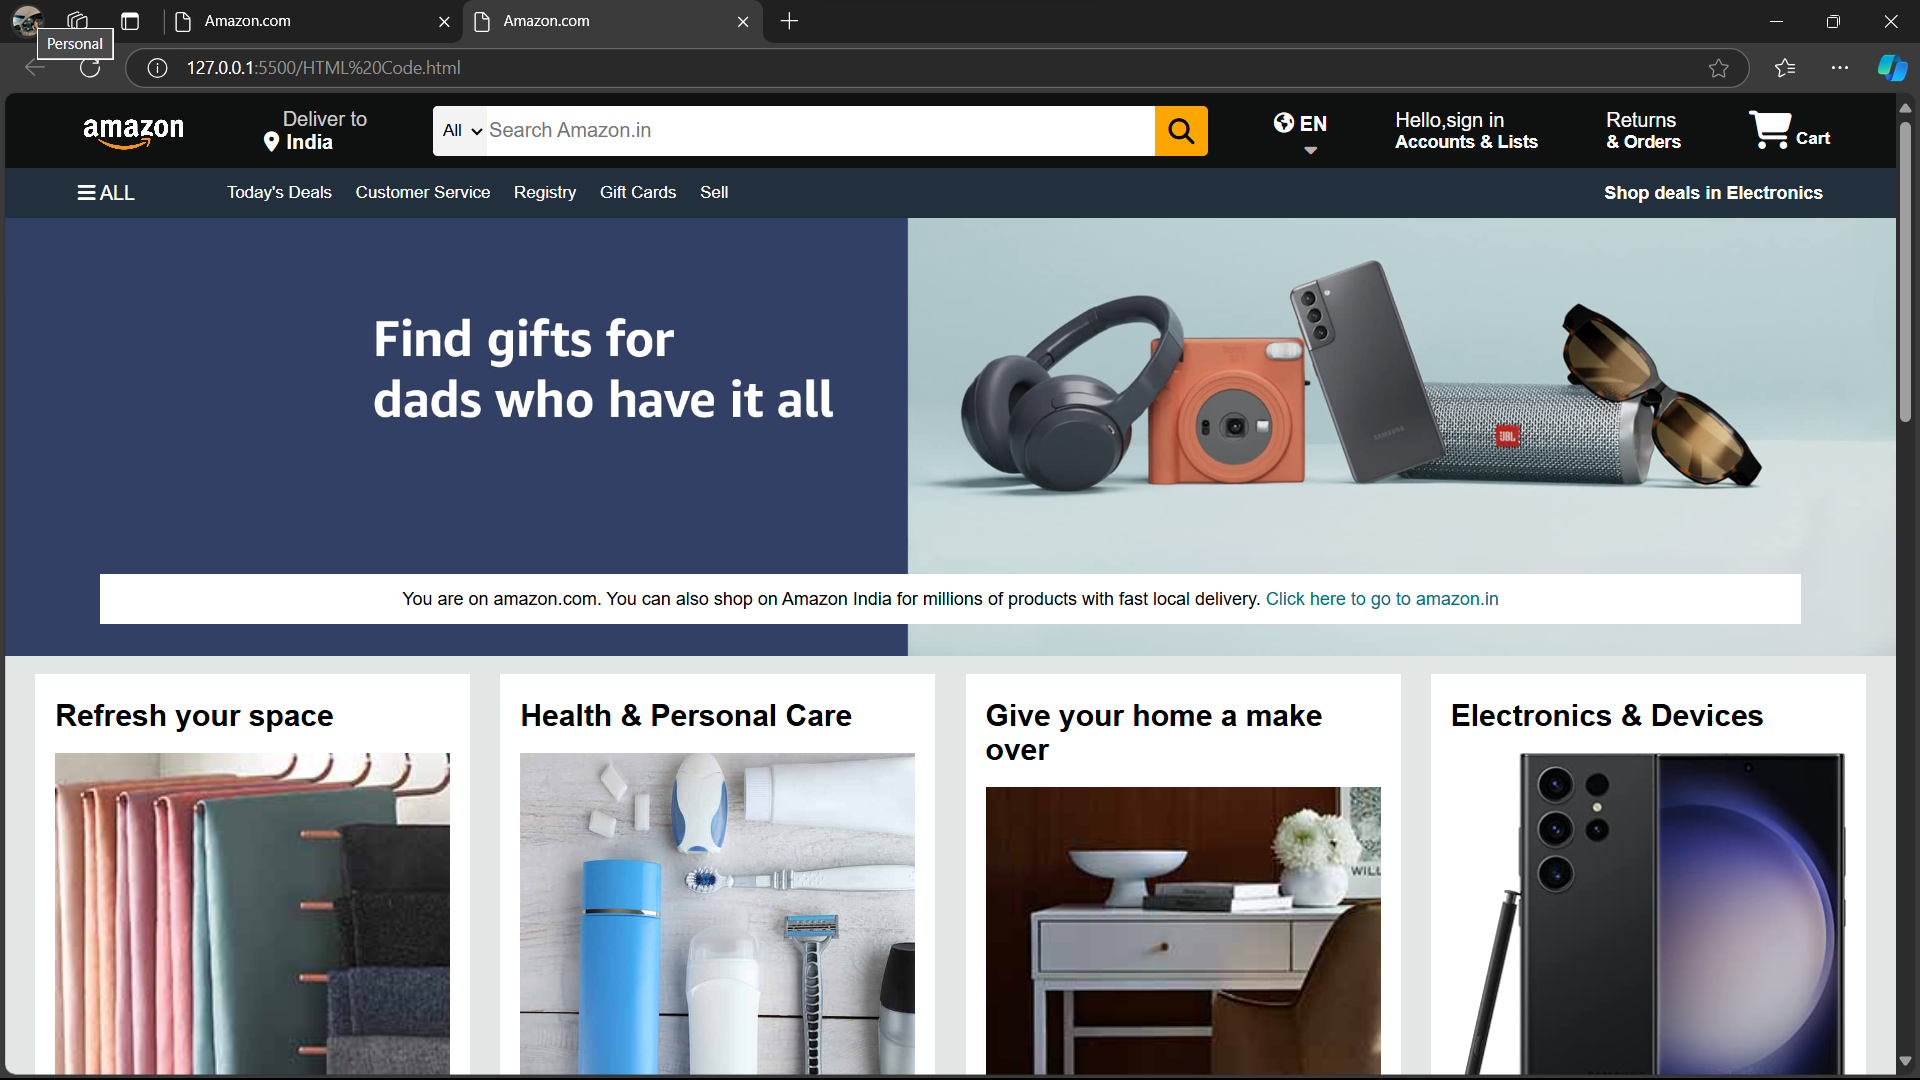 Amazon.com
Amazon.com
Personal
127.0.0.1:5500/HTML%20Code.html
amazon
Deliver to
India
All
Search Amazon.in
EN
Hello,sign in
Accounts & Lists
Returns
& Orders
Cart
ALL
Today's Deals
Customer Service
Registry
Gift Cards
Sell
Shop deals in Electronics
Find gifts for
dads who have it all
SAMSUNG
JBL
You are on amazon.com. You can also shop on Amazon India for millions of products with fast local delivery. Click here to go to amazon.in
Refresh your space
Health & Personal Care
Give your home a make
over
Electronics & Devices
WILL